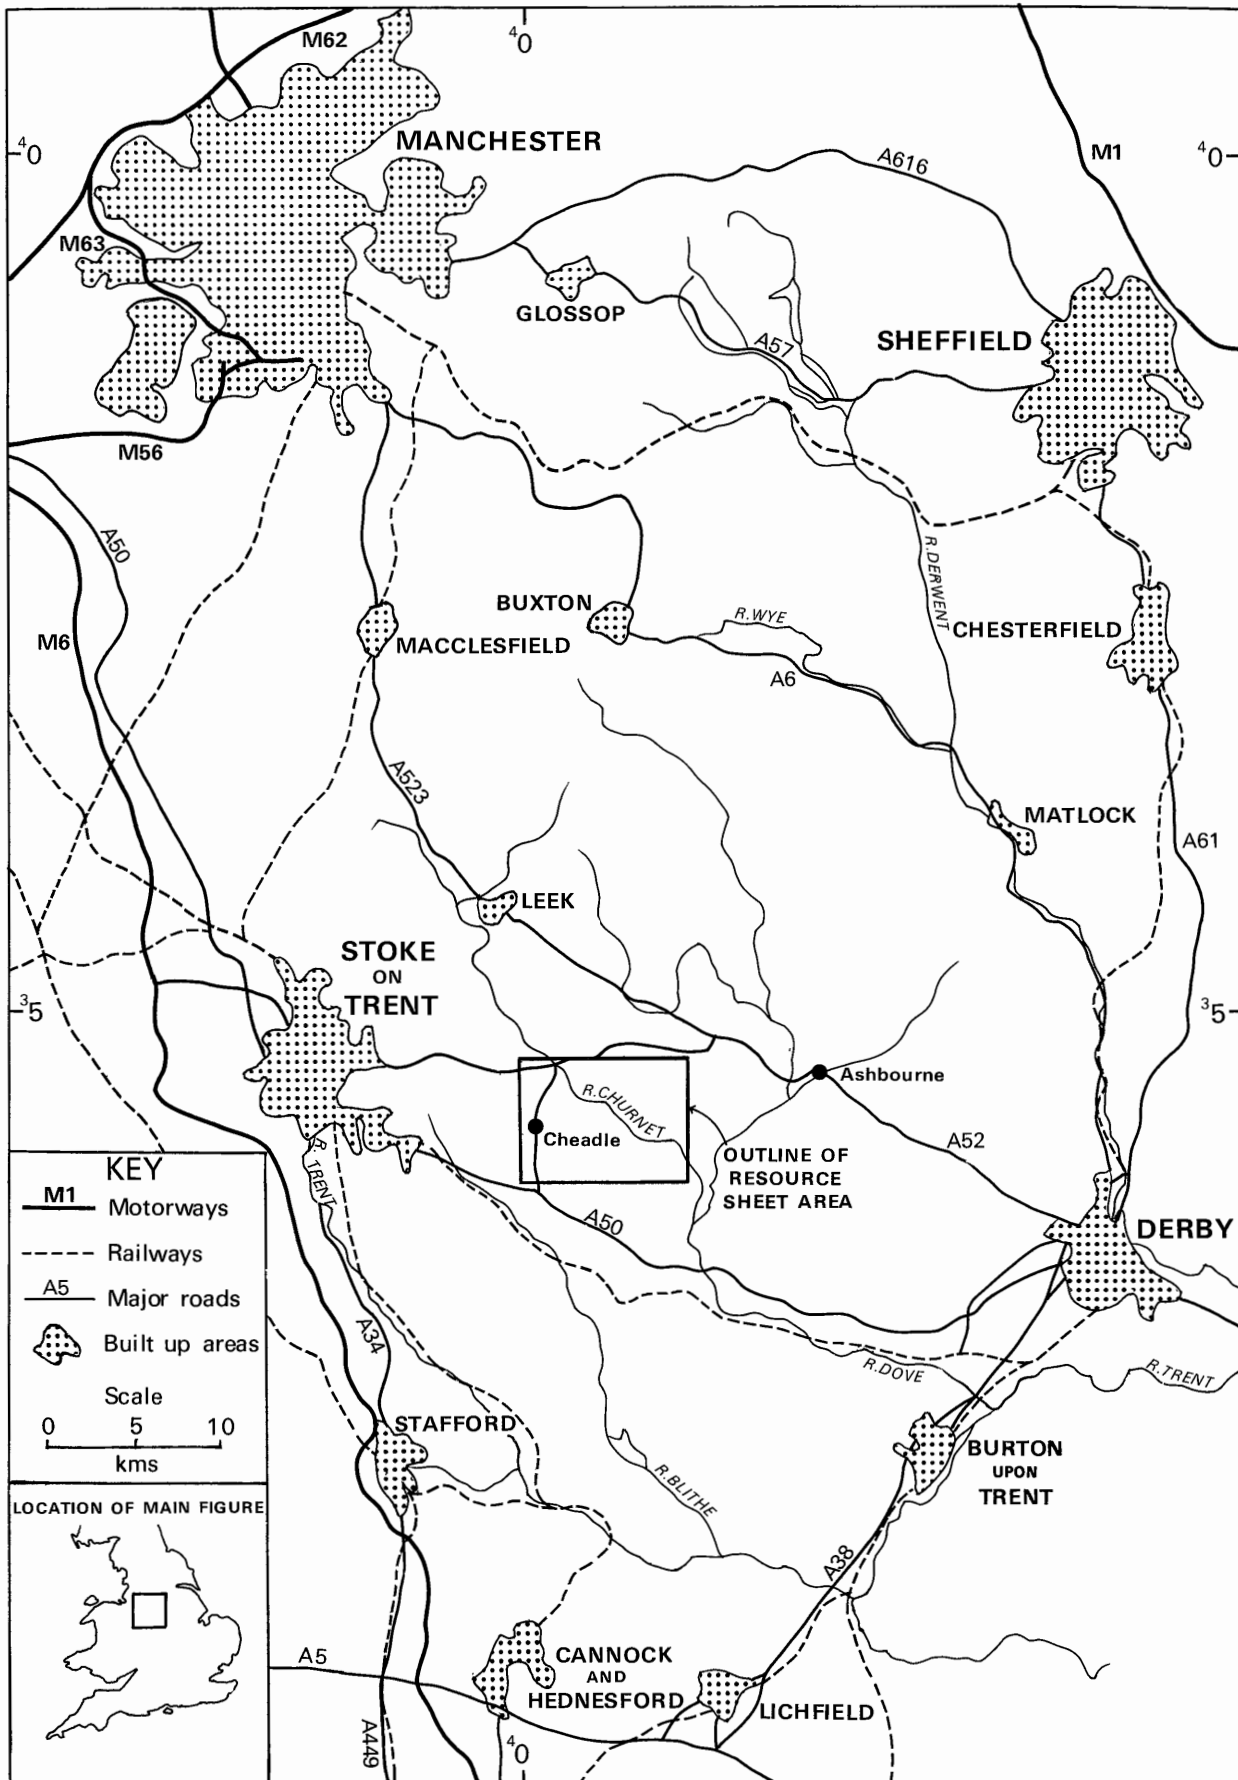 M62
⁴0
MANCHESTER
⁴0
A616
M1
⁴0
M63
GLOSSOP
A57
SHEFFIELD
M56
A50
R.DERWENT
M6
BUXTON
R.WYE
CHESTERFIELD
MACCLESFIELD
A6
A523
MATLOCK
A61
LEEK
STOKE
ON
TRENT
³5
³5
Ashbourne
R.CHURNET
Cheadle
A52
OUTLINE OF
RESOURCE
SHEET AREA
R. TRENT
A50
DERBY
KEY
M1
Motorways
Railways
A5
Major roads
Built up areas
Scale
0 5 10
kms
A34
R.DOVE
R.TRENT
STAFFORD
BURTON
UPON
TRENT
R.BLITHE
LOCATION OF MAIN FIGURE
A38
A5
CANNOCK
AND
HEDNESFORD
LICHFIELD
A449
⁴0